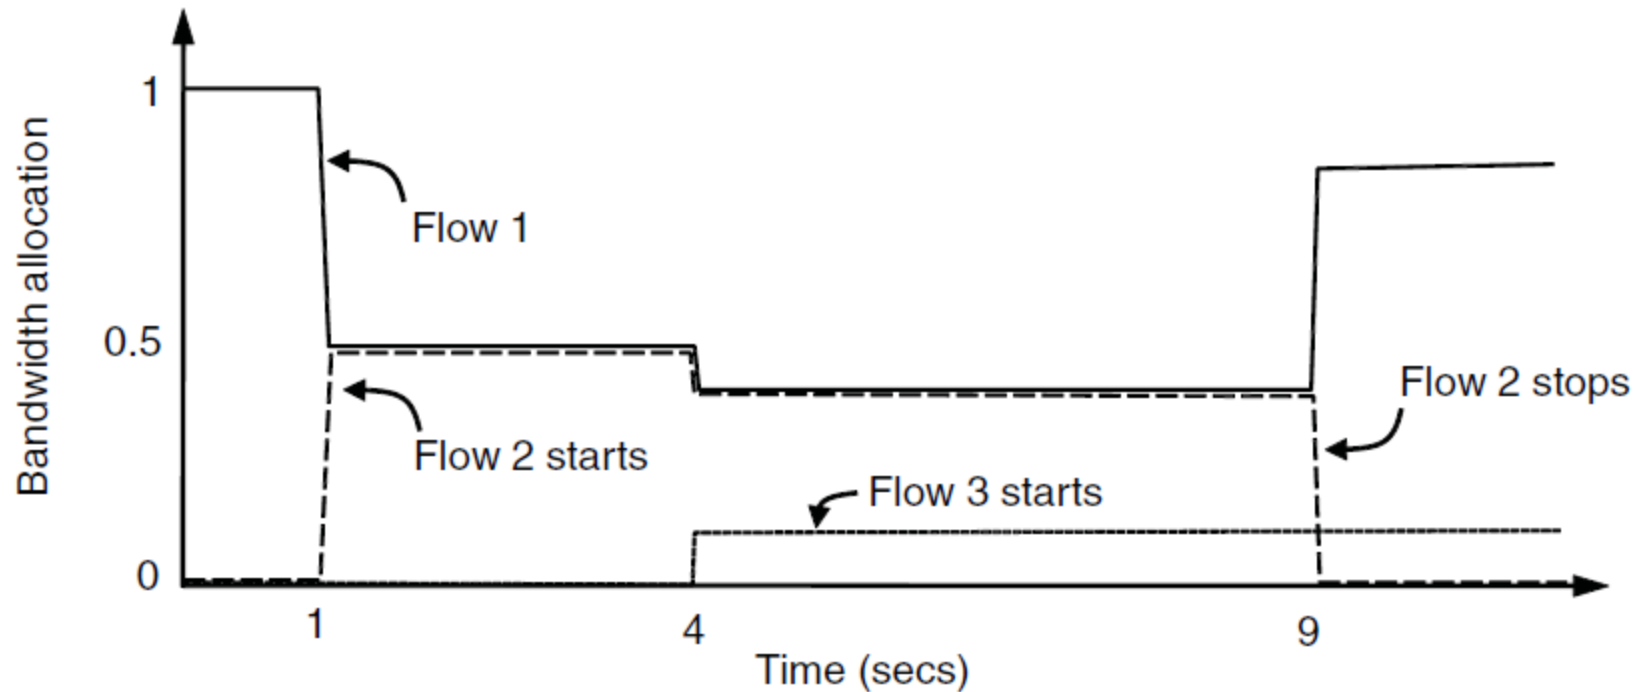 1
Flow 1
Bandwidth allocation
0.5
Flow 2 starts
Flow 2 stops
Flow 3 starts
0
1
4
9
Time (secs)